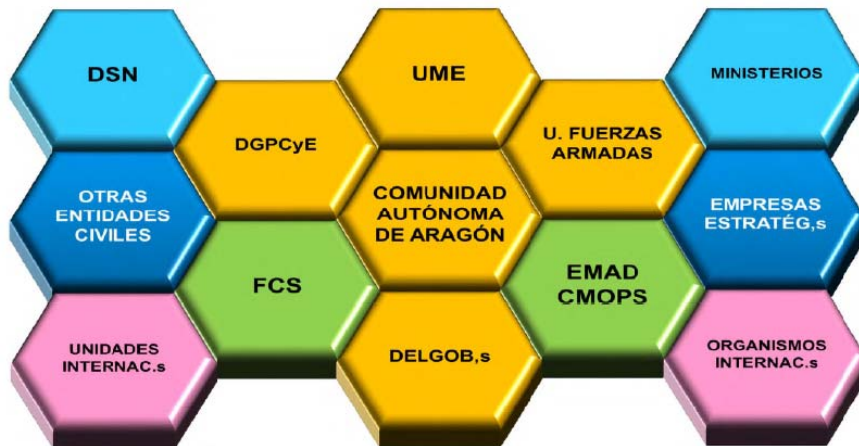 DSN
UME
MINISTERIOS
DGPCyE
U. FUERZAS
ARMADAS
OTRAS
ENTIDADES
CIVILES
COMUNIDAD
AUTÓNOMA
DE ARAGÓN
EMPRESAS
ESTRATÉG,s
FCS
EMAD
CMOPS
UNIDADES
INTERNAC.s
DELGOB,s
ORGANISMOS
INTERNAC.s